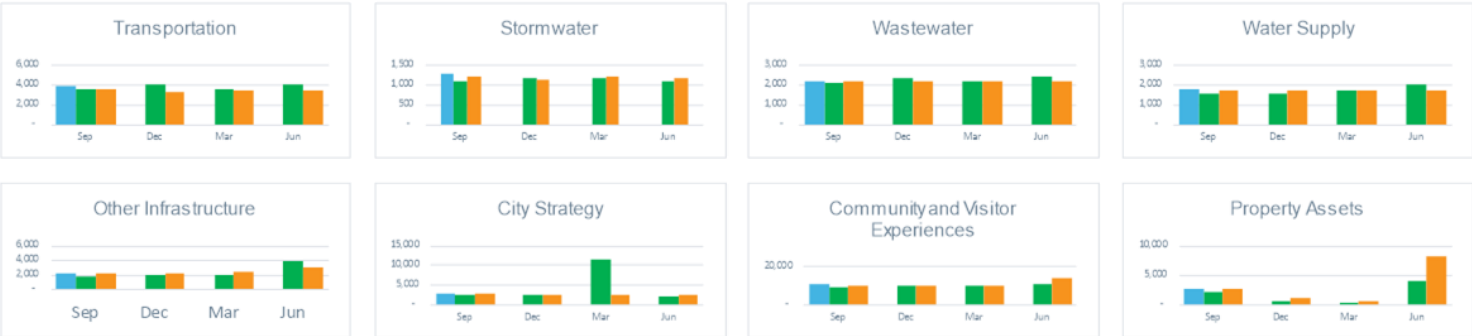 Transportation
6,000
4,000
2,000
-
Sep Dec Mar Jun
Stormwater
1,500
1,000
500
-
Sep Dec Mar Jun
Wastewater
3,000
2,000
1,000
-
Sep Dec Mar Jun
Water Supply
3,000
2,000
1,000
-
Sep Dec Mar Jun
Other Infrastructure
6,000
4,000
2,000
-
Sep Dec Mar Jun
City Strategy
15,000
10,000
5,000
-
Sep Dec Mar Jun
Community and Visitor
Experiences
20,000
-
Sep Dec Mar Jun
Property Assets
10,000
5,000
-
Sep Dec Mar Jun